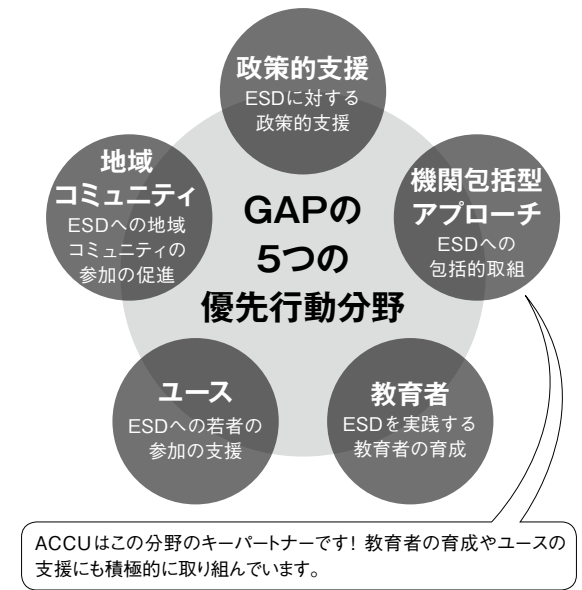 政策的支援
ESDに対する
政策的支援
地域
コミュニティ
ESDへの地域
コミュニティの
参加の促進
GAPの
5つの
優先行動分野
機関包括型
アプローチ
ESDへの
包括的取組
ユース
ESDへの若者の
参加の支援
教育者
ESDを実践する
教育者の育成
ACCUはこの分野のキーパートナーです! 教育者の育成やユースの
支援にも積極的に取り組んでいます。